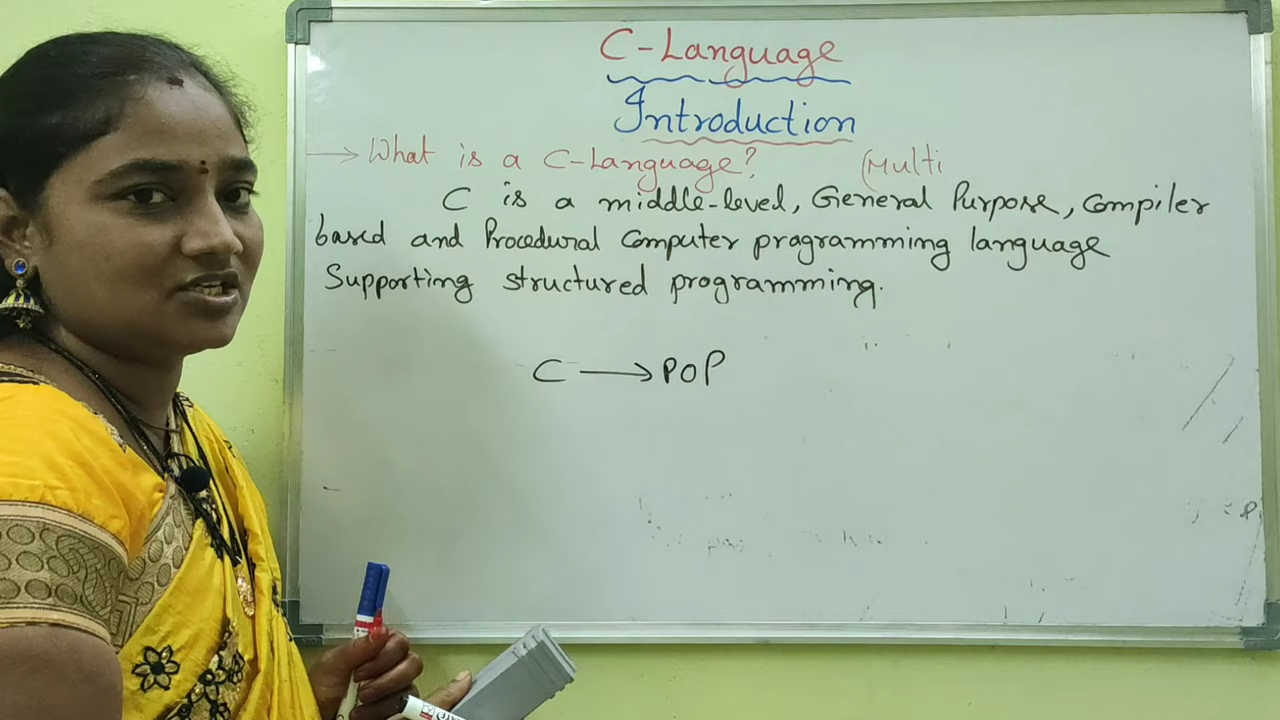 C-Language
Introduction
→ What is a C-Language? (Multi
C is a middle-level, General Purpose, Compiler
based and Procedural Computer programming language
Supporting structured programming.
C → POP